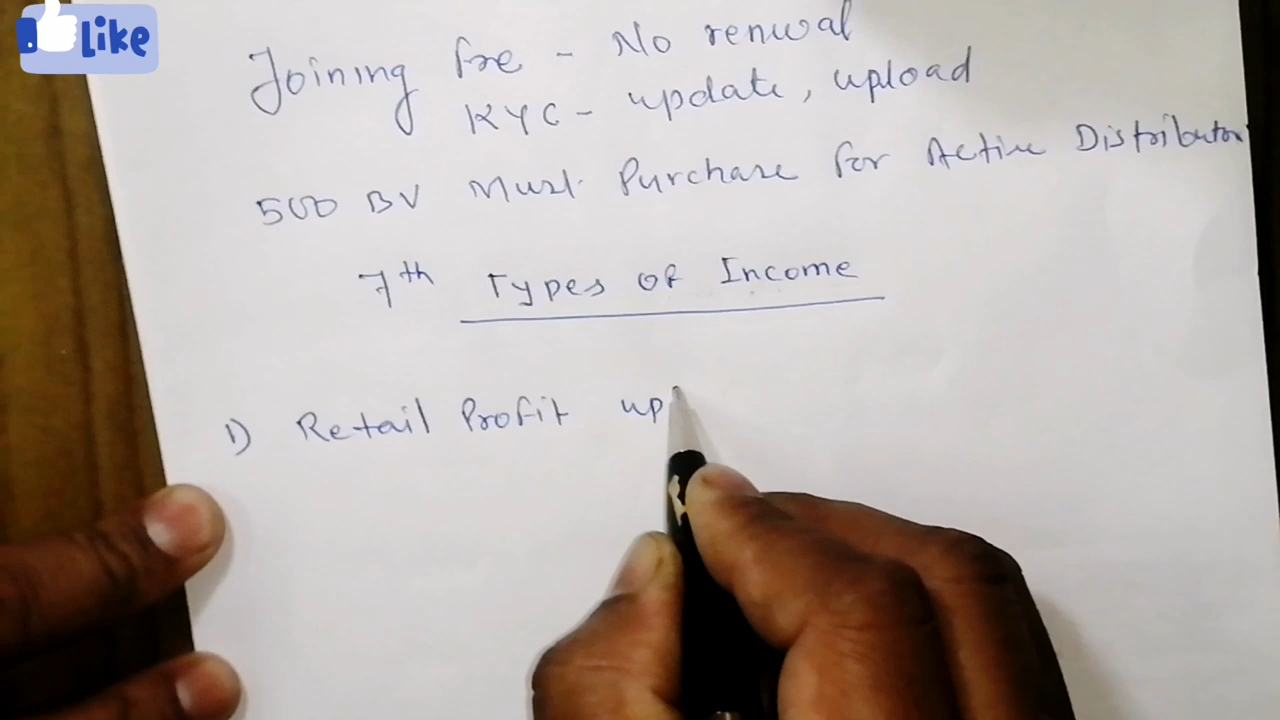 Like
Joining free - No renwal
KYC - update, upload
500 BV Must Purchase for Active Distributor
7th Types of Income
1) Retail Profit up